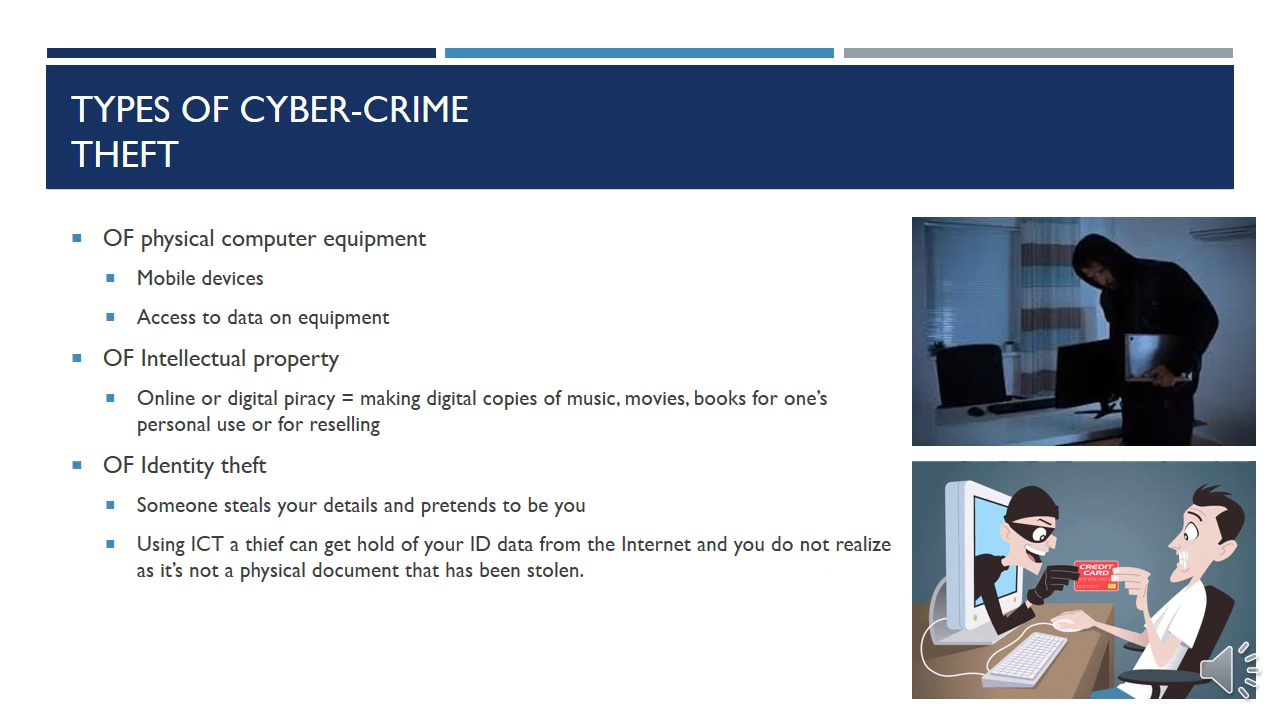 TYPES OF CYBER-CRIME
THEFT
OF physical computer equipment
Mobile devices
Access to data on equipment
OF Intellectual property
Online or digital piracy = making digital copies of music, movies, books for one's
personal use or for reselling
OF Identity theft
Someone steals your details and pretends to be you
Using ICT a thief can get hold of your ID data from the Internet and you do not realize
as it's not a physical document that has been stolen.
CREDIT
CARD